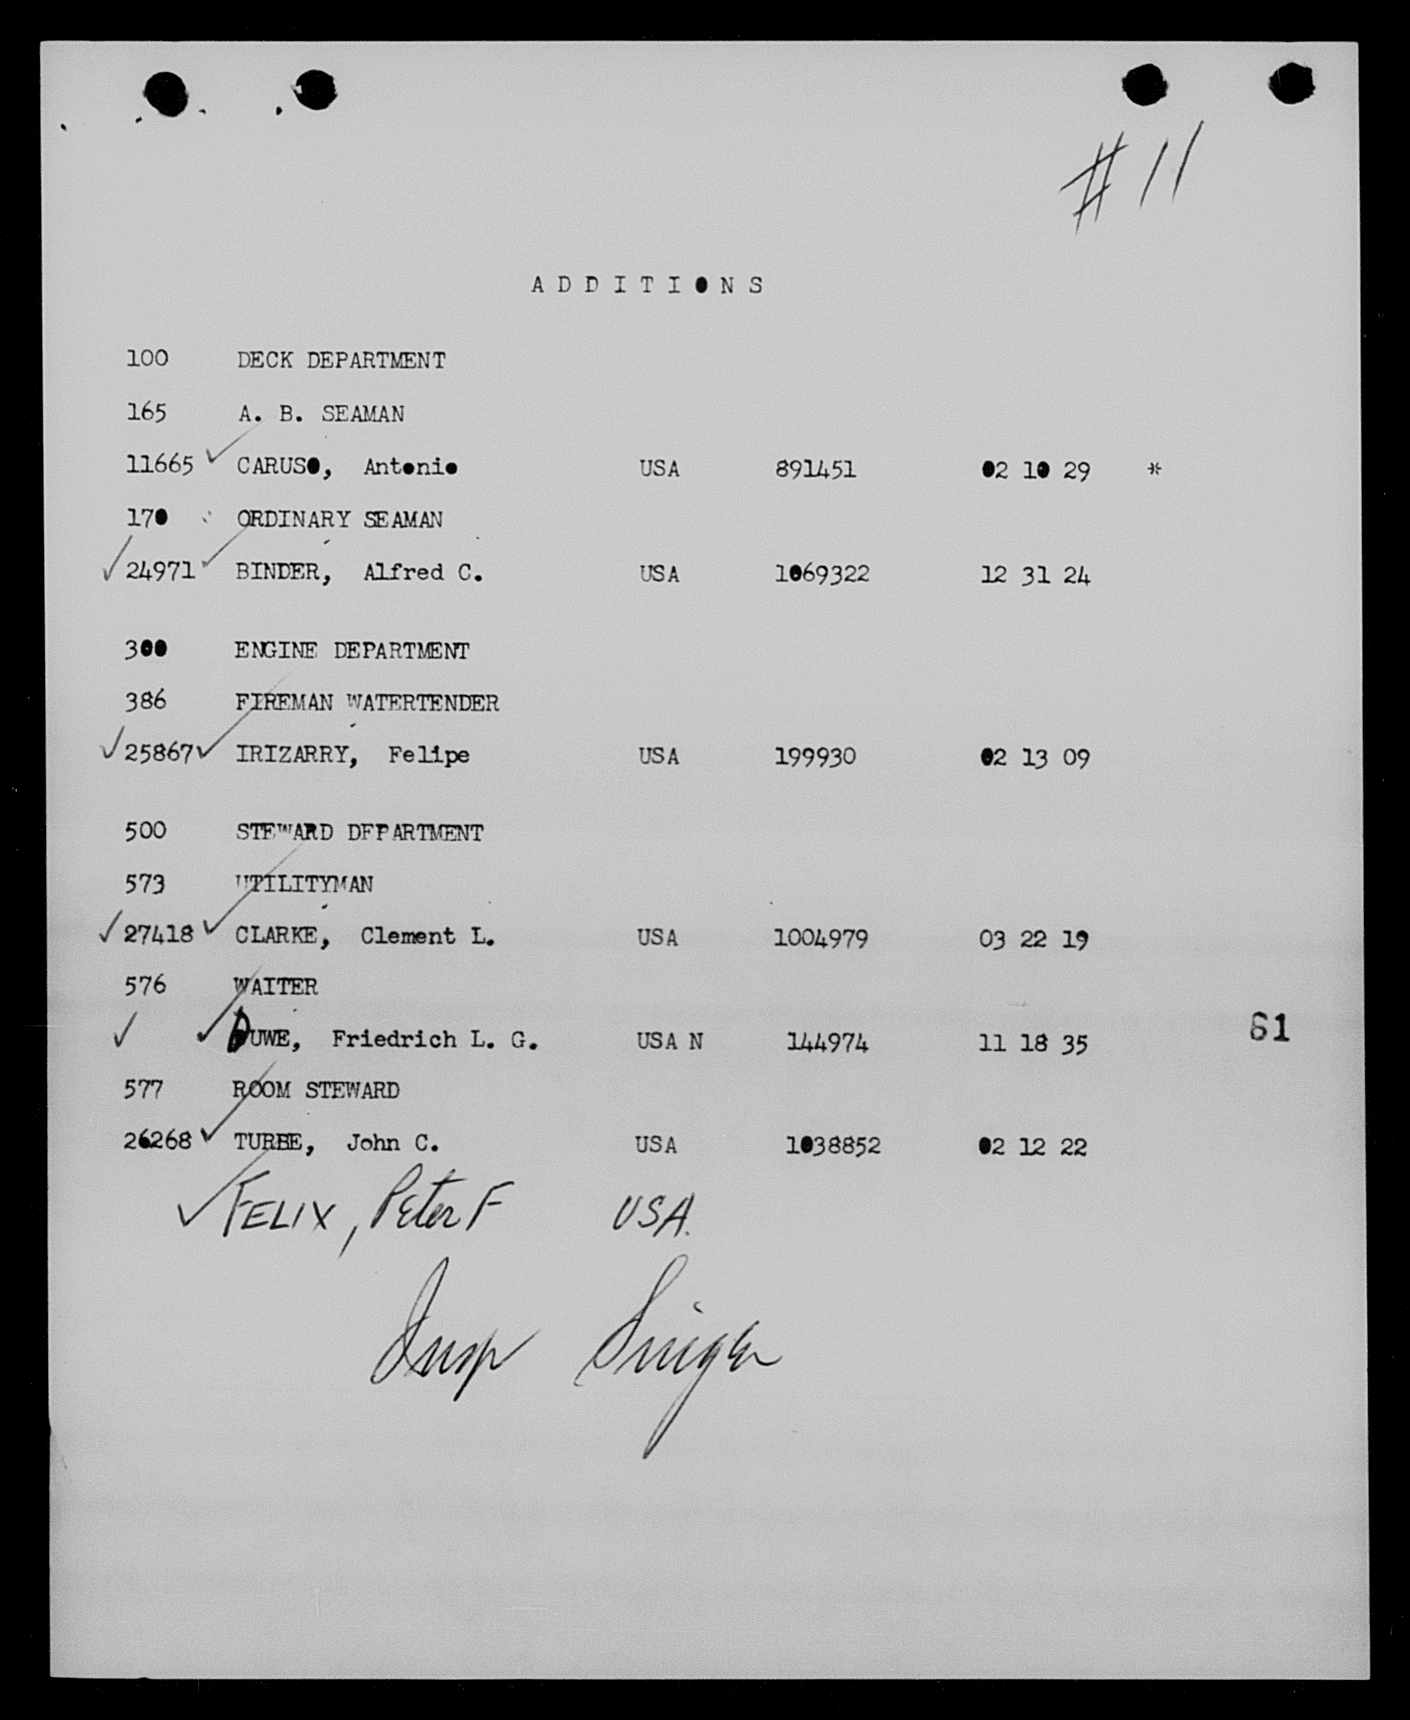 # 11
ADDITIONS
100 DECK DEPARTMENT
165 A. B. SEAMAN
11665 ✓ CARUSO, Antonio USA 891451 02 10 29 *
170 ORDINARY SEAMAN
✓ 24971 ✓ BINDER, Alfred C. USA 1069322 12 31 24
300 ENGINE DEPARTMENT
386 FIREMAN WATERTENDER
✓ 25867 ✓ IRIZARRY, Felipe USA 199930 02 13 09
500 STEWARD DEPARTMENT
573 UTILITYMAN
✓ 27418 ✓ CLARKE, Clement L. USA 1004979 03 22 19
576 WAITER
✓ ✓ DUWE, Friedrich L. G. USA N 144974 11 18 35 61
577 ROOM STEWARD
26268 ✓ TURBE, John C. USA 1038852 02 12 22
✓ FELIX, Peter F USA.
Insp Singer